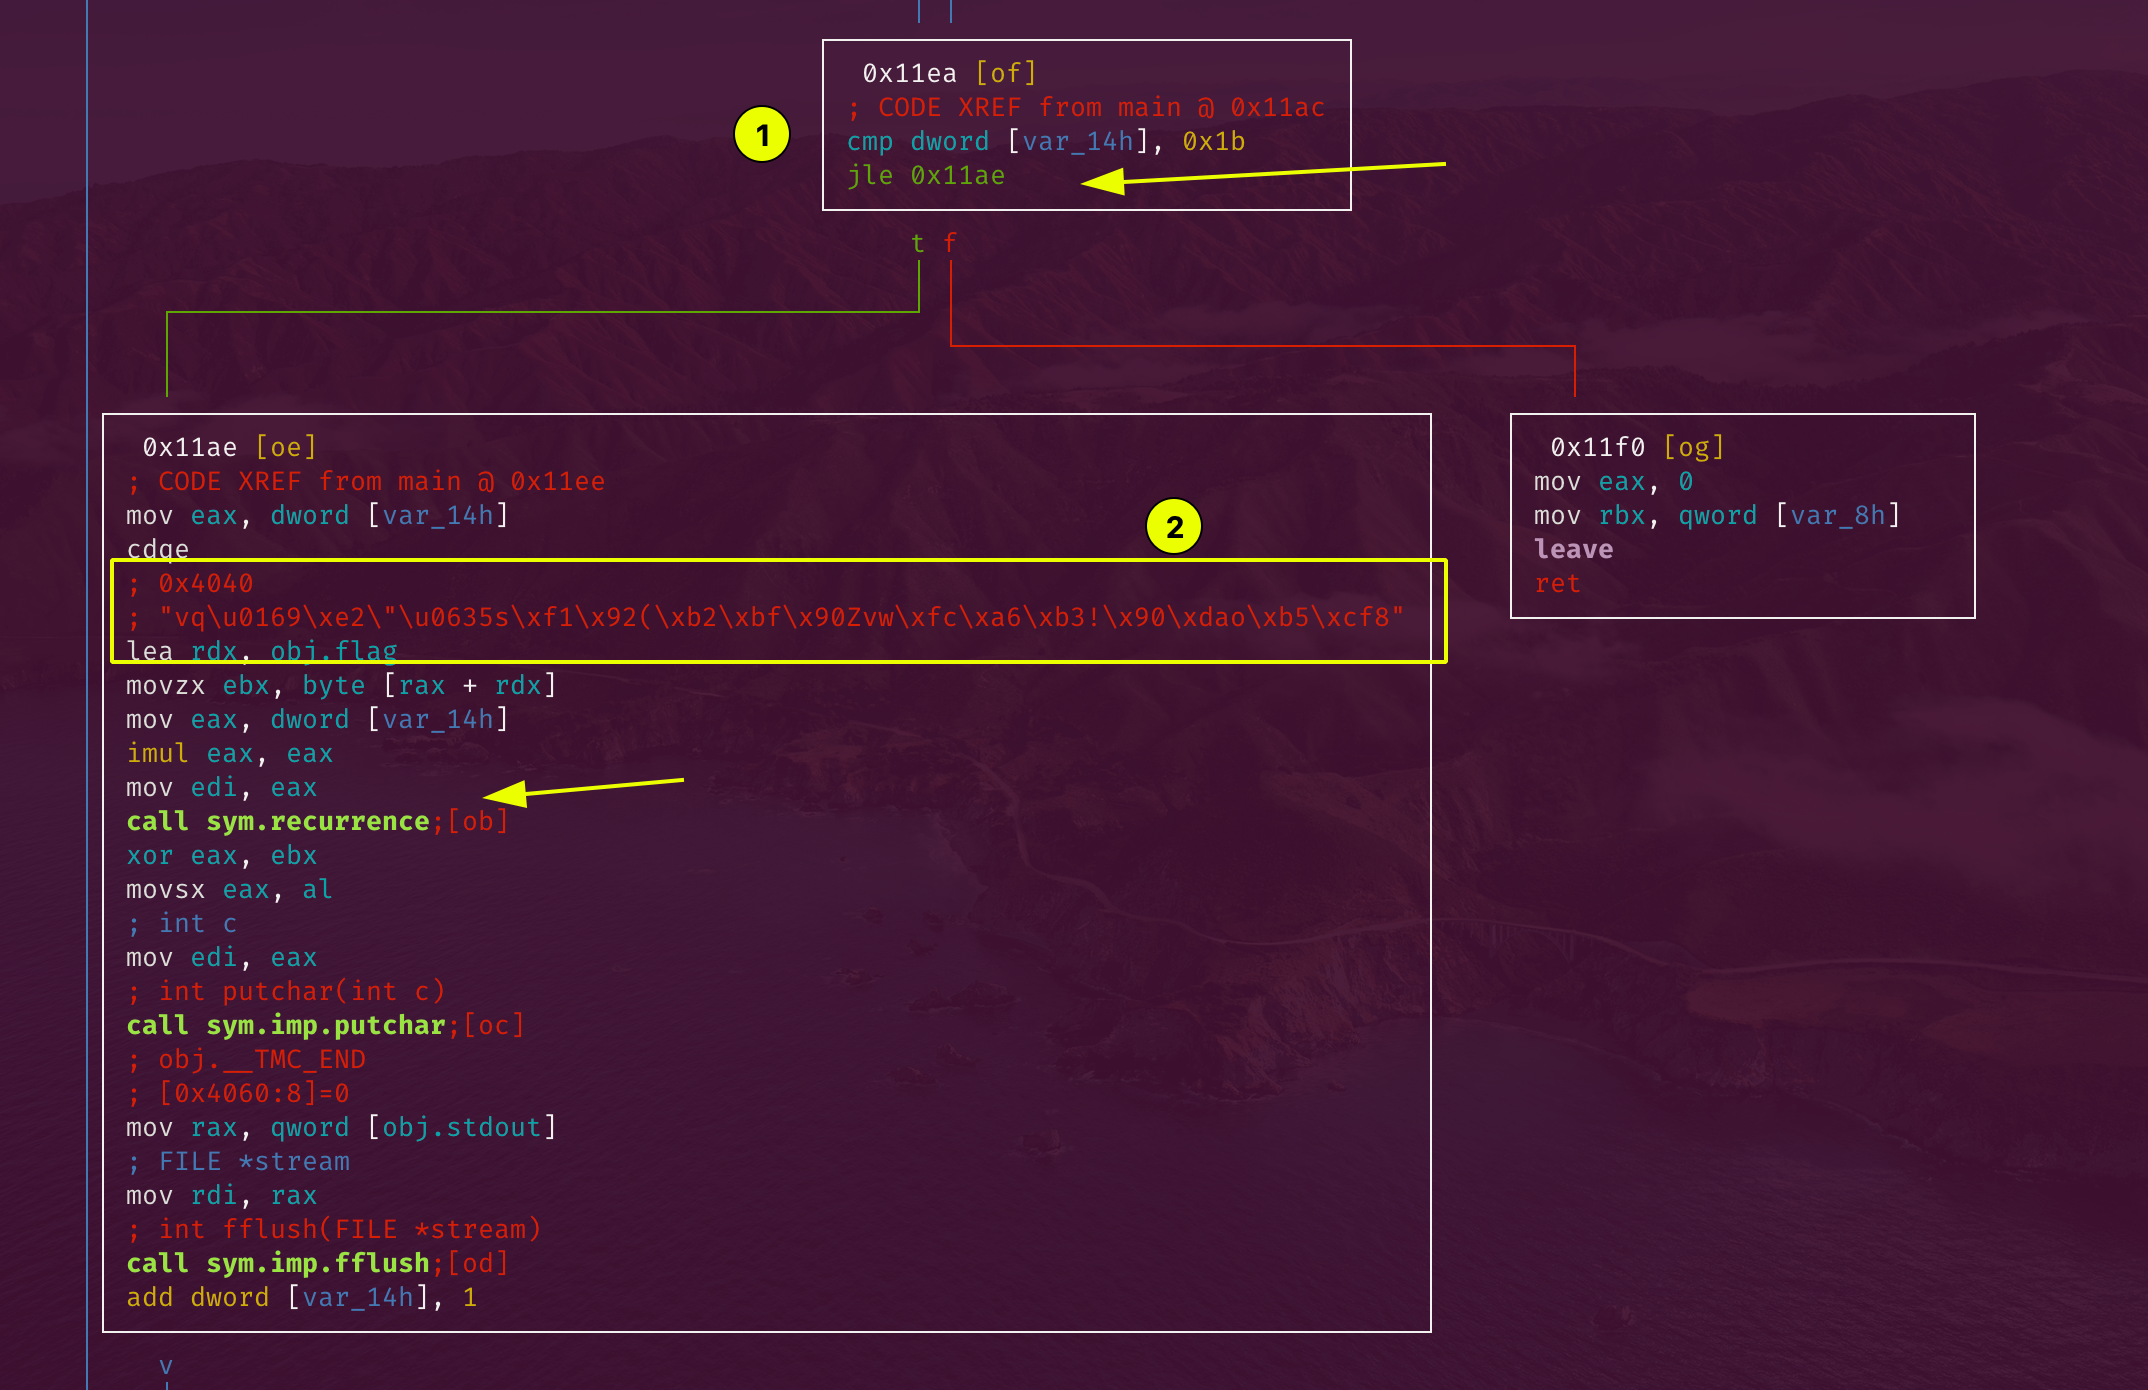 0x11ea [of]
; CODE XREF from main @ 0x11ac
1
cmp dword [var_14h], 0x1b
jle 0x11ae
t f
0x11ae [oe]
; CODE XREF from main @ 0x11ee
mov eax, dword [var_14h]
cdqe
2
; 0x4040
; "vq\u0169\xe2\"\u0635s\xf1\x92(\xb2\xbf\x90Zvw\xfc\xa6\xb3!\x90\xdao\xb5\xcf8"
lea rdx, obj.flag
movzx ebx, byte [rax + rdx]
mov eax, dword [var_14h]
imul eax, eax
mov edi, eax
call sym.recurrence;[ob]
xor eax, ebx
movsx eax, al
; int c
mov edi, eax
; int putchar(int c)
call sym.imp.putchar;[oc]
; obj.__TMC_END
; [0x4060:8]=0
mov rax, qword [obj.stdout]
; FILE *stream
mov rdi, rax
; int fflush(FILE *stream)
call sym.imp.fflush;[od]
add dword [var_14h], 1
v
0x11f0 [og]
mov eax, 0
mov rbx, qword [var_8h]
leave
ret